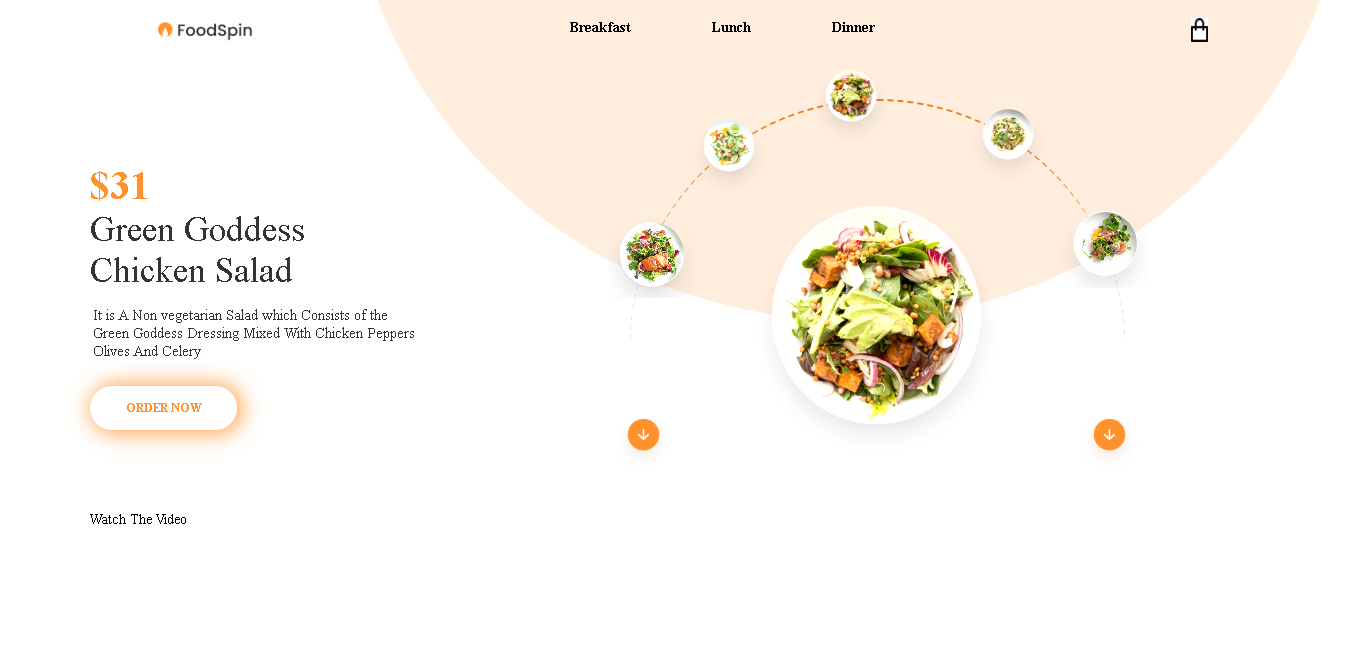 FoodSpin
Breakfast Lunch Dinner
$31
Green Goddess
Chicken Salad
It is A Non vegetarian Salad which Consists of the
Green Goddess Dressing Mixed With Chicken Peppers
Olives And Celery
ORDER NOW
Watch The Video